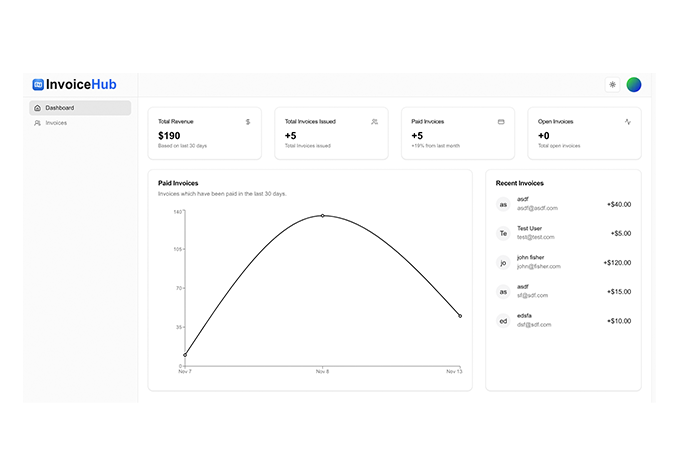 InvoiceHub
Dashboard
Invoices
Total Revenue
$190
Based on last 30 days
Total Invoices Issued
+5
Total Invoices issued
Paid Invoices
+5
+18% from last month
Open Invoices
+0
Total open invoices
Paid Invoices
Invoices which have been paid in the last 30 days.
140
105
70
35
0
Nov 7
Nov 8
Nov 13
Recent Invoices
as
asdf
asdf@asdf.com
+$40.00
Te
Test User
test@test.com
+$5.00
jo
john fisher
john@fisher.com
+$120.00
as
asdf
sf@sdf.com
+$15.00
ed
edsfa
dsf@sdf.com
+$10.00